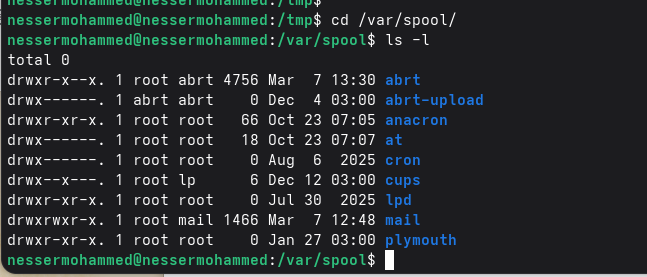 nessermohammed@nessermohammed:/tmp$
nessermohammed@nessermohammed:/tmp$ cd /var/spool/
nessermohammed@nessermohammed:/var/spool$ ls -l
total 0
drwxr-x--x. 1 root abrt 4756 Mar  7 13:30 abrt
drwx------. 1 abrt abrt    0 Dec  4 03:00 abrt-upload
drwxr-xr-x. 1 root root   66 Oct 23 07:05 anacron
drwx------. 1 root root   18 Oct 23 07:07 at
drwx------. 1 root root    0 Aug  6  2025 cron
drwx--x---. 1 root lp      6 Dec 12 03:00 cups
drwxr-xr-x. 1 root root    0 Jul 30  2025 lpd
drwxrwxr-x. 1 root mail 1466 Mar  7 12:48 mail
drwxr-xr-x. 1 root root    0 Jan 27 03:00 plymouth
nessermohammed@nessermohammed:/var/spool$